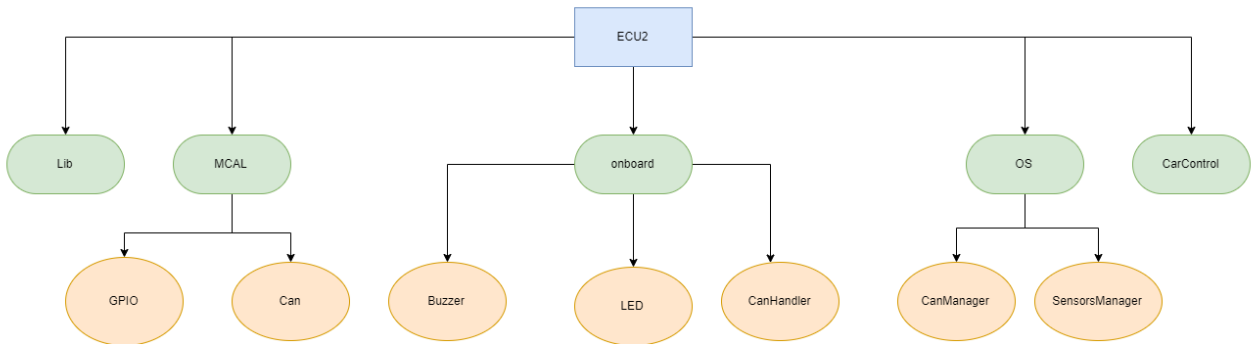 ECU2
Lib
MCAL
onboard
OS
CarControl
GPIO
Can
Buzzer
LED
CanHandler
CanManager
SensorsManager